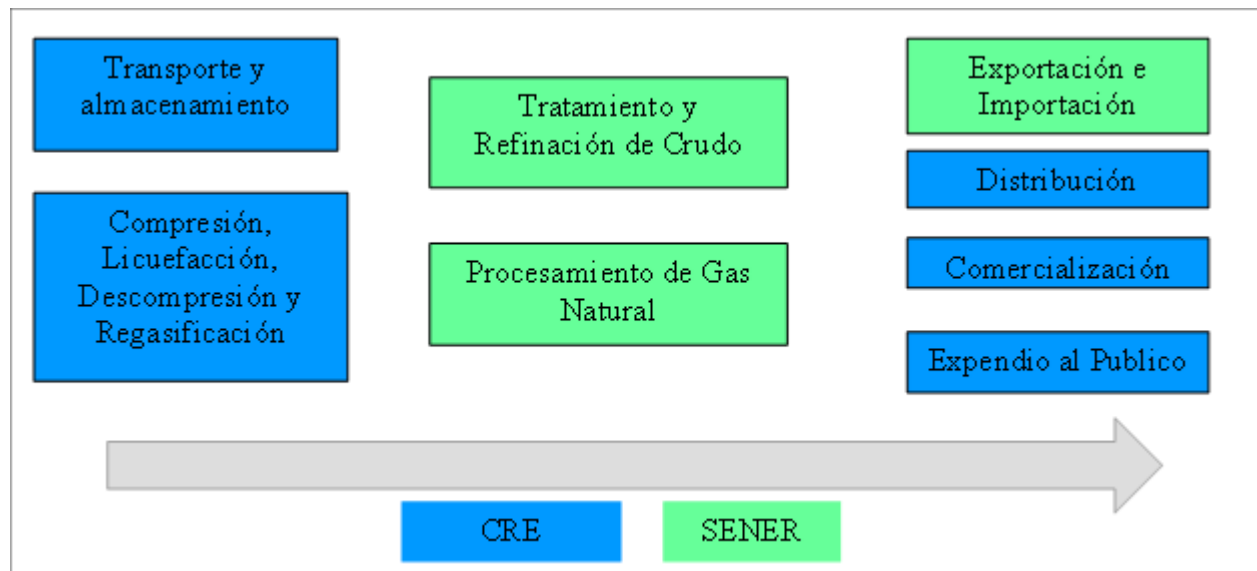 Transporte y
almacenamiento
Compresión,
Licuefacción,
Descompresión y
Regasificación
Tratamiento y
Refinación de Crudo
Procesamiento de Gas
Natural
Exportación e
Importación
Distribución
Comercialización
Expendio al Publico
CRE
SENER